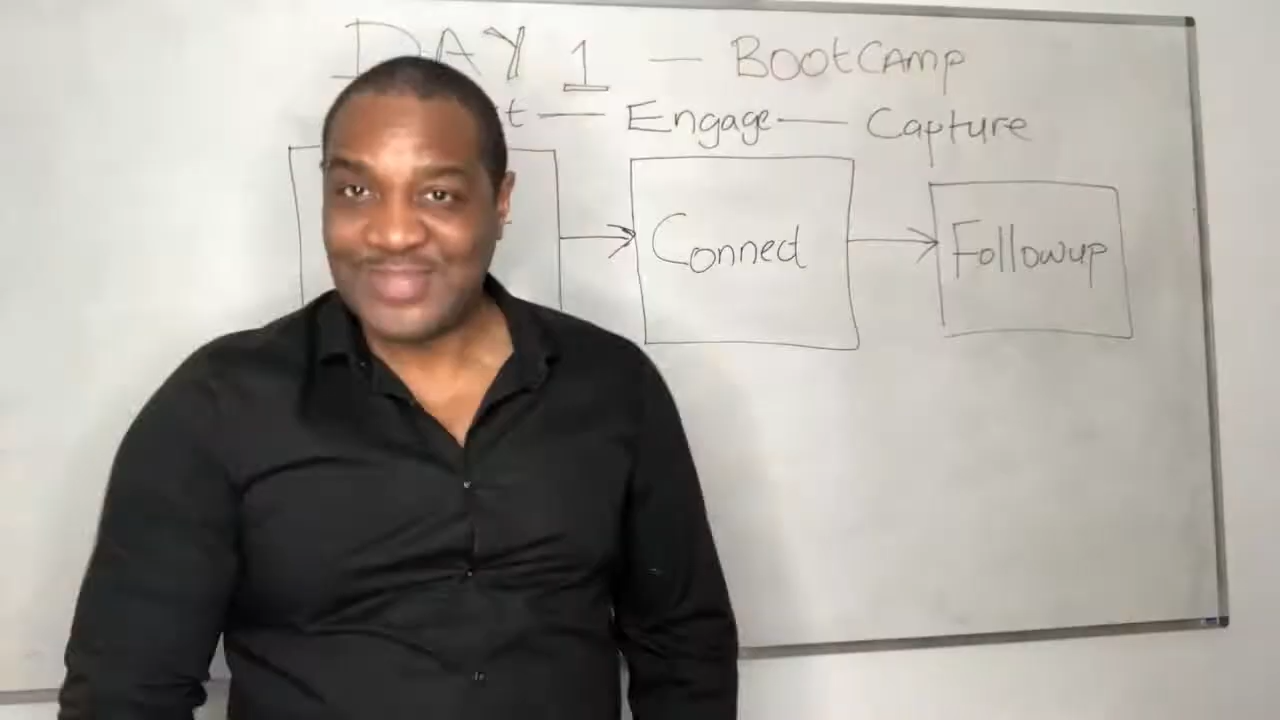 DAY 1 — BootCAmp
— Engage — Capture
Connect Followup